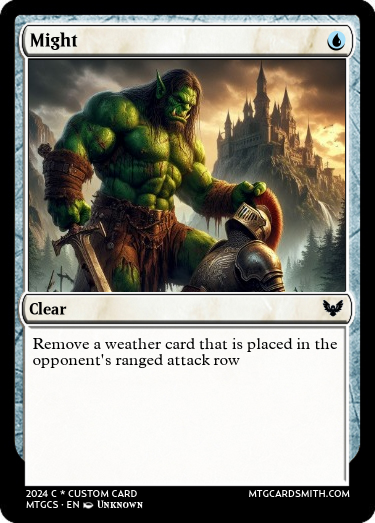 Might
Clear
Remove a weather card that is placed in the
opponent's ranged attack row
2024 C * CUSTOM CARD
MTGCARDSMITH.COM
MTGCS · EN Unknown